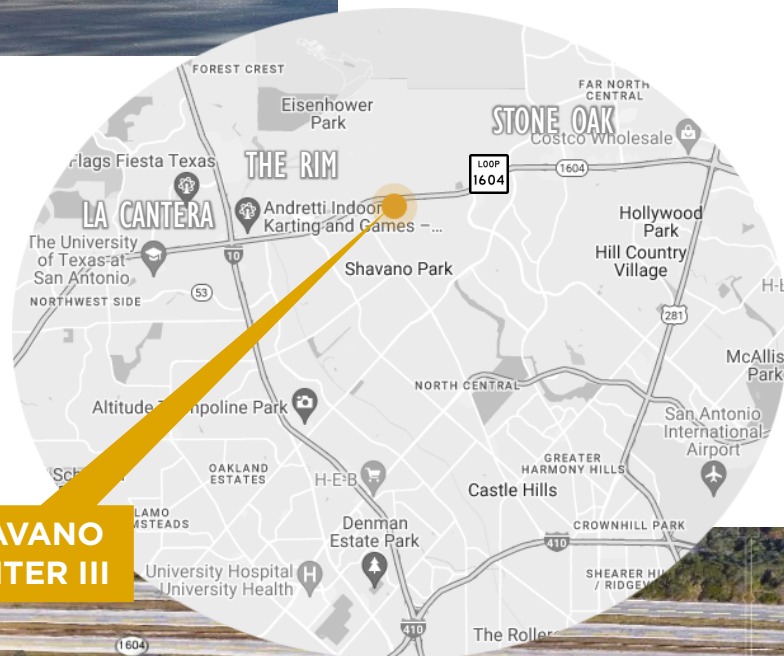 FOREST CREST
FAR NORTH
CENTRAL
Eisenhower
Park
STONE OAK
Costco Wholesale
Flags Fiesta Texas
THE RIM
LOOP
1604
1604
LA CANTERA
Andretti Indoor
Karting and Games –...
Hollywood
Park
The University
of Texas at
San Antonio
10
Hill Country
Village
Shavano Park
NORTHWEST SIDE
53
281
McAllis
Park
NORTH CENTRAL
Altitude
Park
San Antonio
International
Airport
OAKLAND
ESTATES
H-E-B
GREATER
HARMONY HILLS
Castle Hills
Denman
Estate Park
CROWNHILL PARK
AVANO
TER III
410
University Hospital
University Health
H
SHEARER
/ RIDGE
410
The Roller
1604